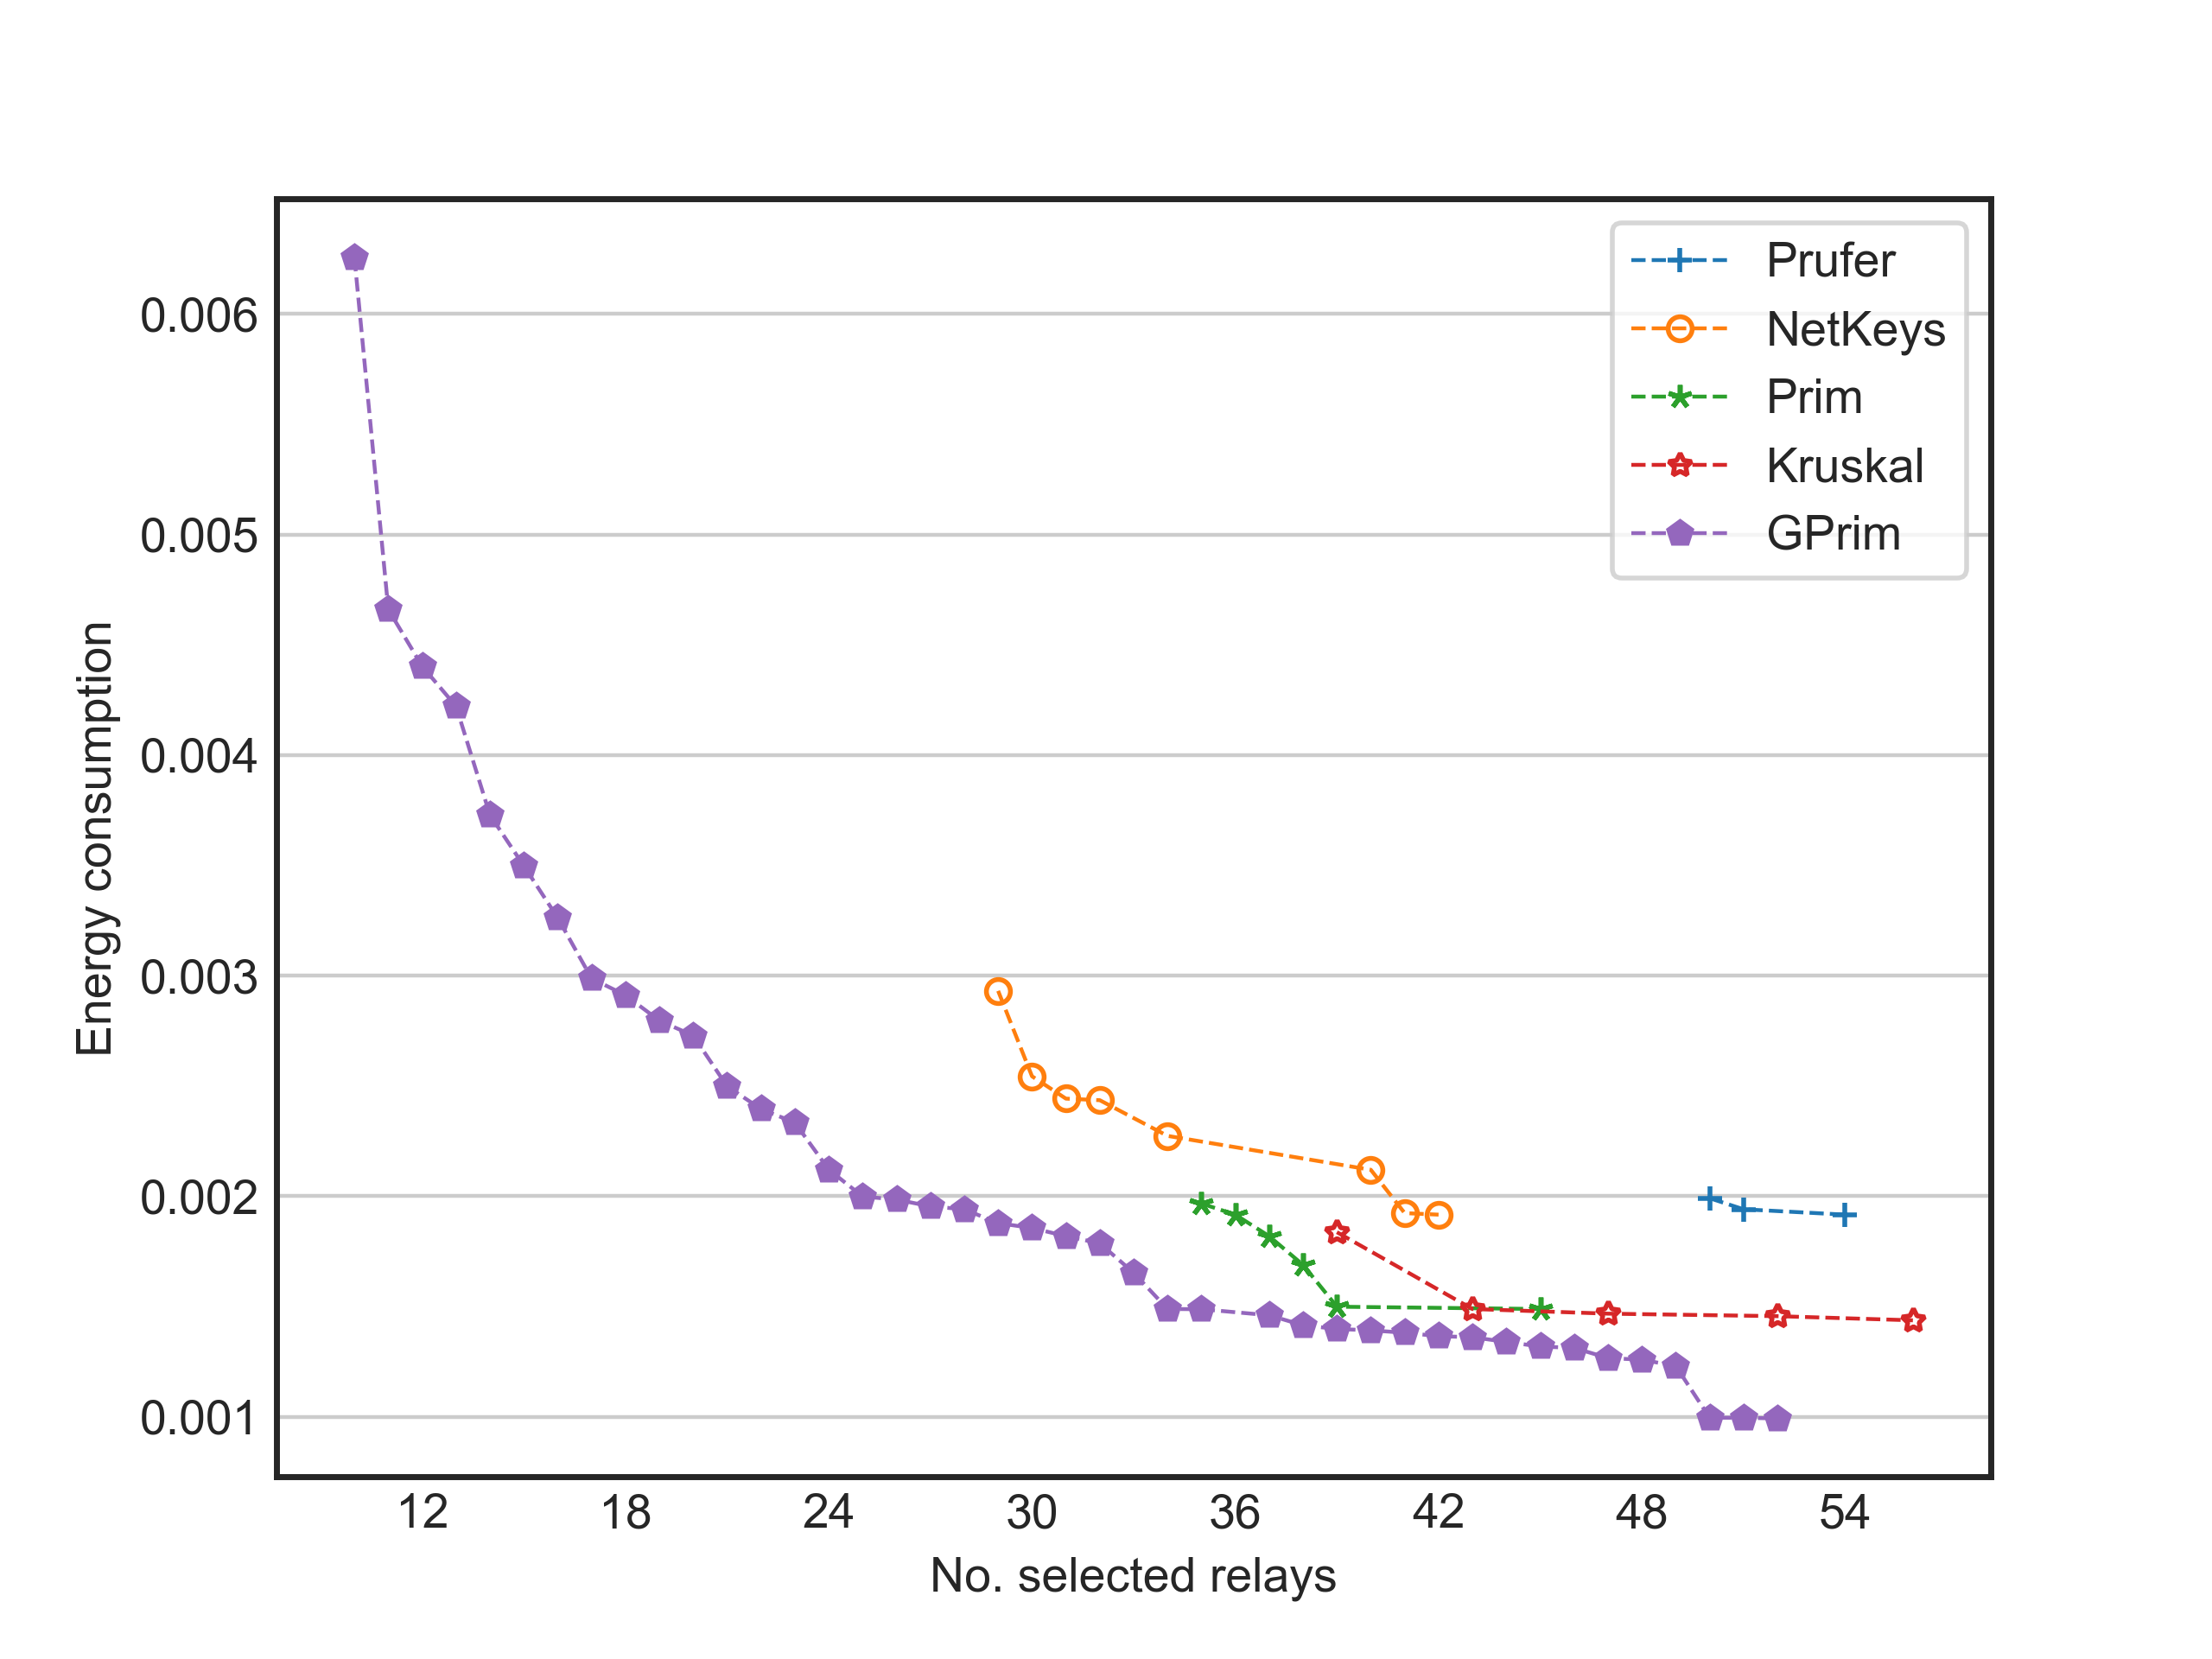 Prufer
NetKeys
Prim
Kruskal
GPrim
0.006
0.005
0.004
0.003
0.002
0.001
Energy consumption
12 18 24 30 36 42 48 54
No. selected relays